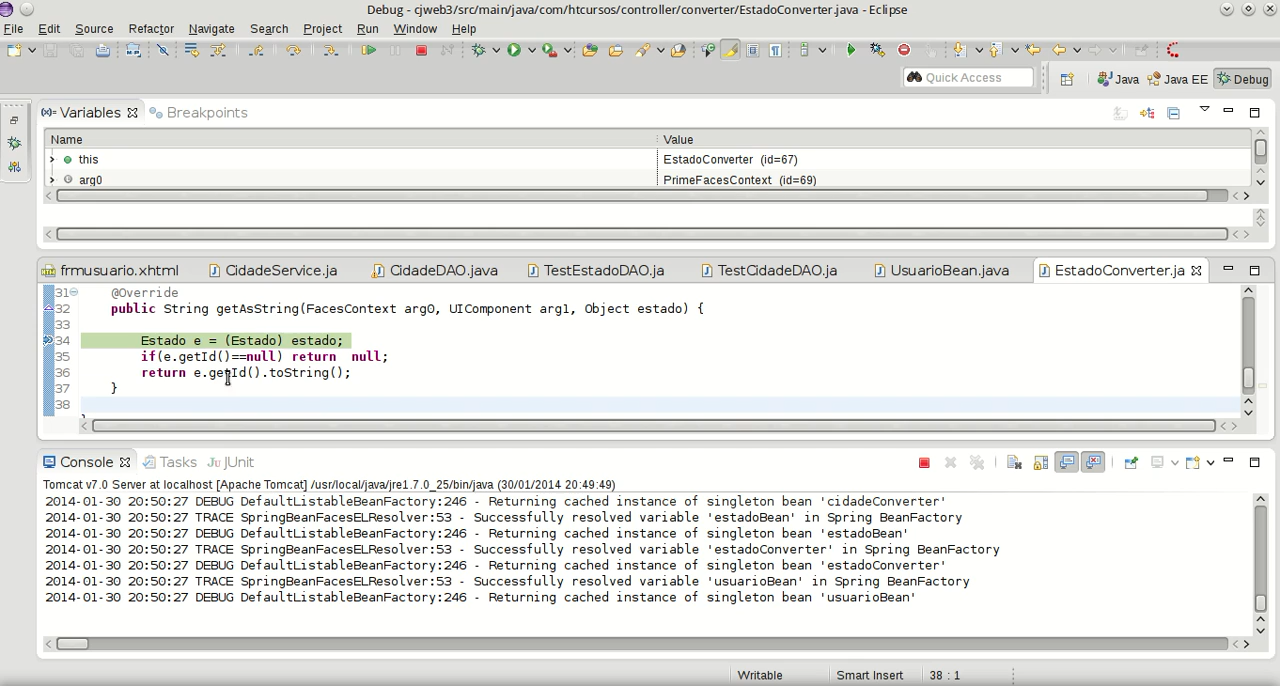 Debug - cjweb3/src/main/java/com/htcursos/controller/converter/EstadoConverter.java - Eclipse
File Edit Source Refactor Navigate Search Project Run Window Help
Quick Access Java Java EE Debug
Variables Breakpoints
Name Value
this EstadoConverter (id=67)
arg0 PrimeFacesContext (id=69)
frmusuario.xhtml CidadeService.ja CidadeDAO.java TestEstadoDAO.ja TestCidadeDAO.ja UsuarioBean.java EstadoConverter.ja
31 @Override
32 public String getAsString(FacesContext arg0, UIComponent arg1, Object estado) {
33
34 Estado e = (Estado) estado;
35 if(e.getId()==null) return null;
36 return e.getId().toString();
37 }
38
Console Tasks JUnit
Tomcat v7.0 Server at localhost [Apache Tomcat] /usr/local/java/jre1.7.0_25/bin/java (30/01/2014 20:49:49)
2014-01-30 20:50:27 DEBUG DefaultListableBeanFactory:246 - Returning cached instance of singleton bean 'cidadeConverter'
2014-01-30 20:50:27 TRACE SpringBeanFacesELResolver:53 - Successfully resolved variable 'estadoBean' in Spring BeanFactory
2014-01-30 20:50:27 DEBUG DefaultListableBeanFactory:246 - Returning cached instance of singleton bean 'estadoBean'
2014-01-30 20:50:27 TRACE SpringBeanFacesELResolver:53 - Successfully resolved variable 'estadoConverter' in Spring BeanFactory
2014-01-30 20:50:27 DEBUG DefaultListableBeanFactory:246 - Returning cached instance of singleton bean 'estadoConverter'
2014-01-30 20:50:27 TRACE SpringBeanFacesELResolver:53 - Successfully resolved variable 'usuarioBean' in Spring BeanFactory
2014-01-30 20:50:27 DEBUG DefaultListableBeanFactory:246 - Returning cached instance of singleton bean 'usuarioBean'
Writable Smart Insert 38 : 1